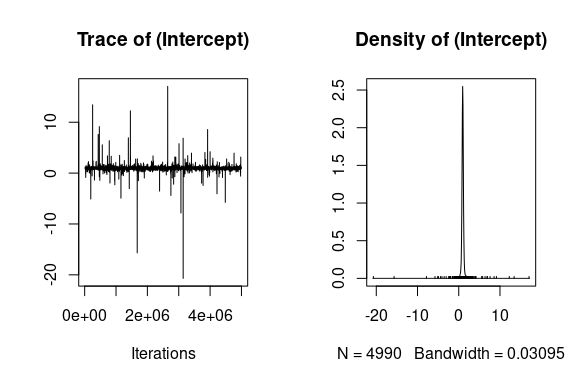 Trace of (Intercept)
10
0
-10
-20
0e+00 2e+06 4e+06
Iterations
Density of (Intercept)
2.5
2.0
1.5
1.0
0.5
0.0
-20 -10 0 10
N = 4990 Bandwidth = 0.03095